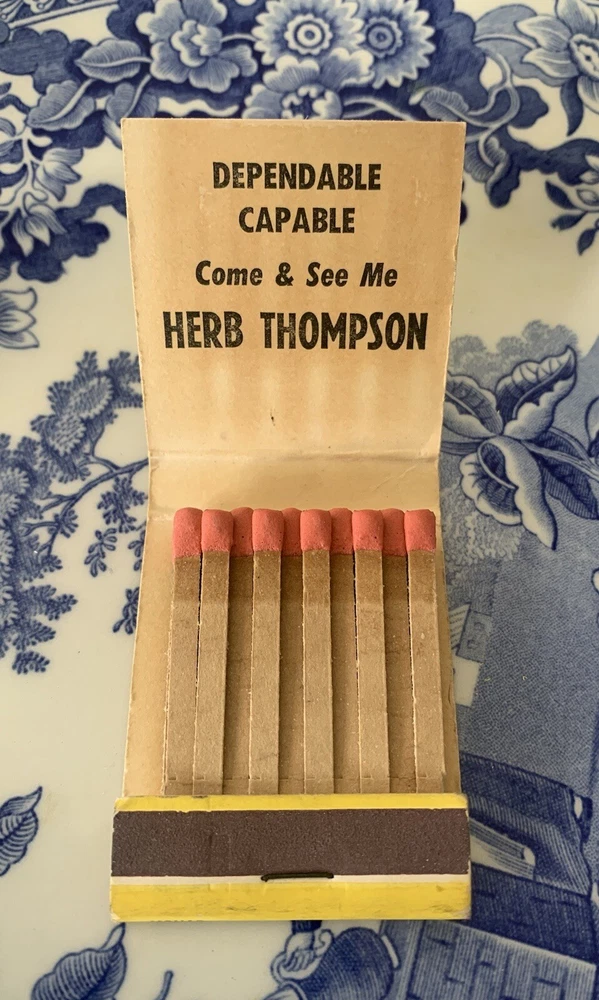 DEPENDABLE
CAPABLE
Come & See Me
HERB THOMPSON